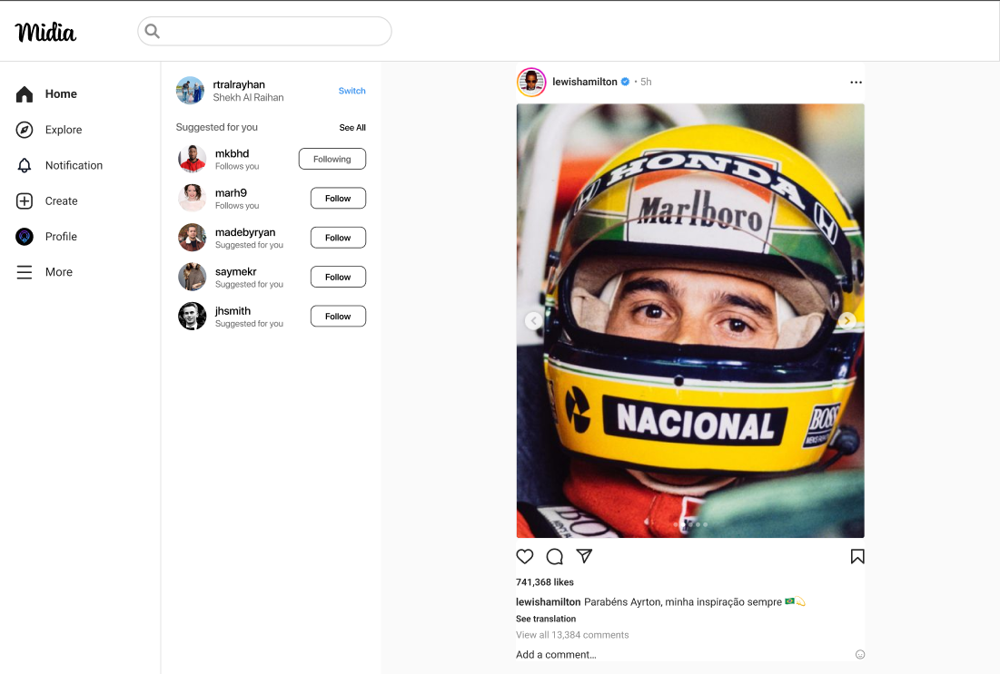 Midia
Home
Explore
Notification
Create
Profile
More
rtralrayhan
Shekh Al Raihan
Switch
Suggested for you
See All
mkbhd
Follows you
Following
marh9
Follows you
Follow
madebyryan
Suggested for you
Follow
saymekr
Suggested for you
Follow
jhsmith
Suggested for you
Follow
lewishamilton • 5h
HONDA
Marlboro
NACIONAL
BOSS
lewishamilton
741,368 likes
lewishamilton Parabéns Ayrton, minha inspiração sempre 🇧🇷💫
See translation
View all 13,384 comments
Add a comment...